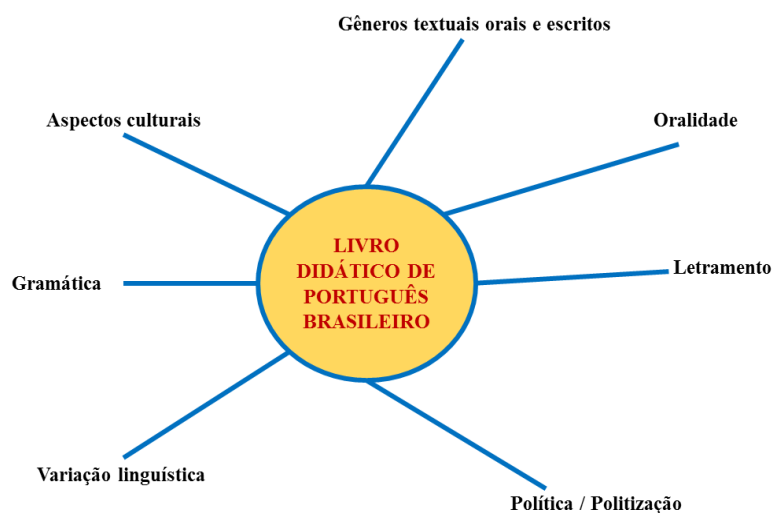 Gêneros textuais orais e escritos
Aspectos culturais
Oralidade
LIVRO
DIDÁTICO DE
PORTUGUÊS
BRASILEIRO
Gramática
Letramento
Variação linguística
Política / Politização